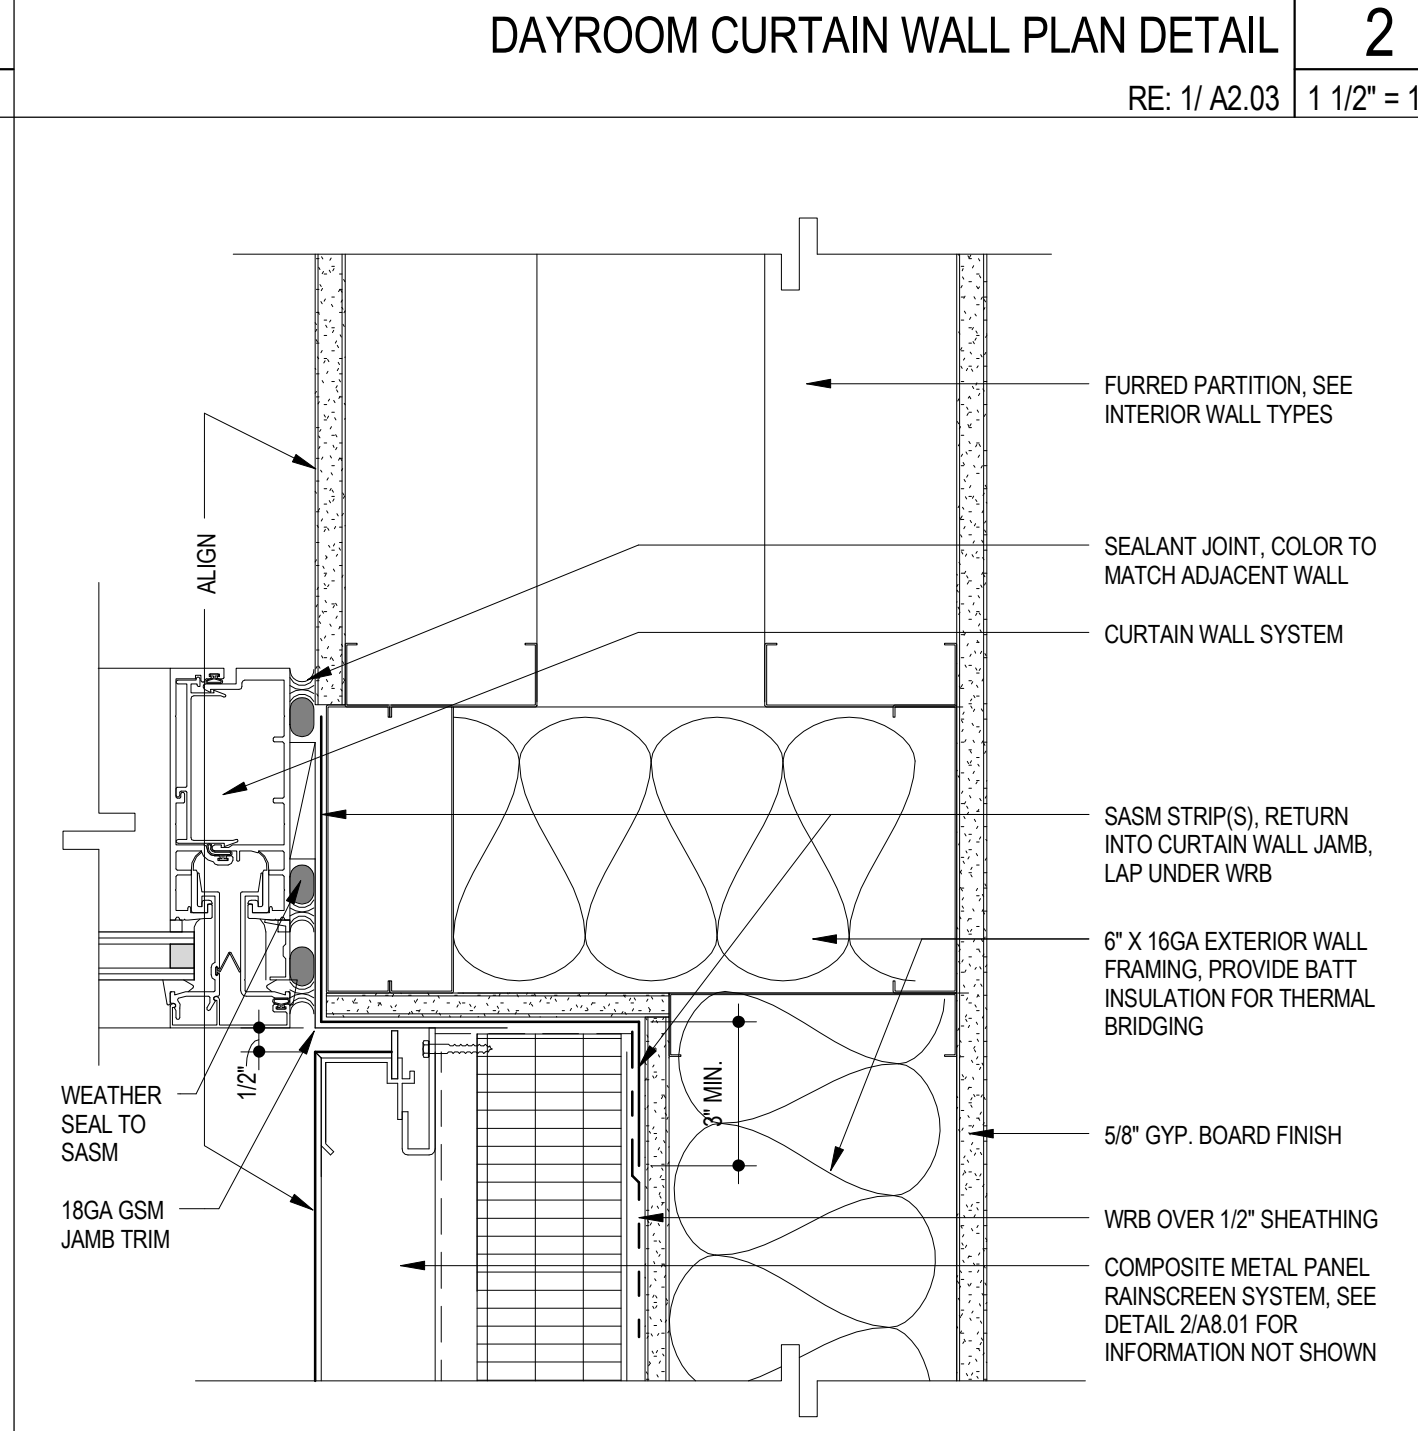 DAYROOM CURTAIN WALL PLAN DETAIL
2
RE: 1/ A2.03
1 1/2" = 1
FURRED PARTITION, SEE
INTERIOR WALL TYPES
SEALANT JOINT, COLOR TO
MATCH ADJACENT WALL
CURTAIN WALL SYSTEM
SASM STRIP(S), RETURN
INTO CURTAIN WALL JAMB,
LAP UNDER WRB
6" X 16GA EXTERIOR WALL
FRAMING, PROVIDE BATT
INSULATION FOR THERMAL
BRIDGING
5/8" GYP. BOARD FINISH
WRB OVER 1/2" SHEATHING
COMPOSITE METAL PANEL
RAINSCREEN SYSTEM, SEE
DETAIL 2/A8.01 FOR
INFORMATION NOT SHOWN
ALIGN
1/2"
3" MIN.
WEATHER
SEAL TO
SASM
18GA GSM
JAMB TRIM